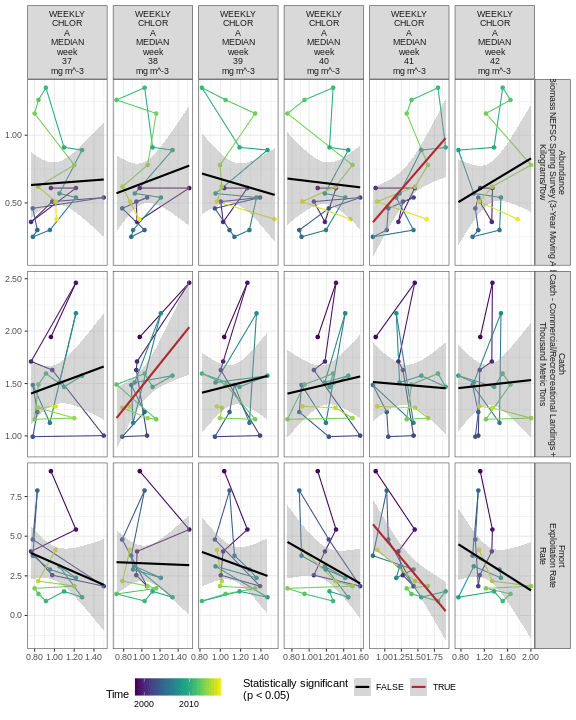 WEEKLY CHLOR A MEDIAN week 37 mg m^-3
WEEKLY CHLOR A MEDIAN week 38 mg m^-3
WEEKLY CHLOR A MEDIAN week 39 mg m^-3
WEEKLY CHLOR A MEDIAN week 40 mg m^-3
WEEKLY CHLOR A MEDIAN week 41 mg m^-3
WEEKLY CHLOR A MEDIAN week 42 mg m^-3
1.00
0.50
Abundance
Biomass NEFSC Spring Survey (3-Year Moving
Kilograms/Tow
2.50
2.00
1.50
1.00
Catch
Catch - Commercial/Recreational Landings +
Thousand Metric Tons
7.5
5.0
2.5
0.0
Fmort
Exploitation Rate
Rate
0.80 1.00 1.20 1.40
0.80 1.00 1.20 1.40
0.80 1.00 1.20 1.40
0.80 1.00 1.20 1.40 1.60
1.00 1.25 1.50 1.75
0.80 1.20 1.60 2.00
Time
2000 2010
Statistically significant
(p < 0.05)
FALSE TRUE